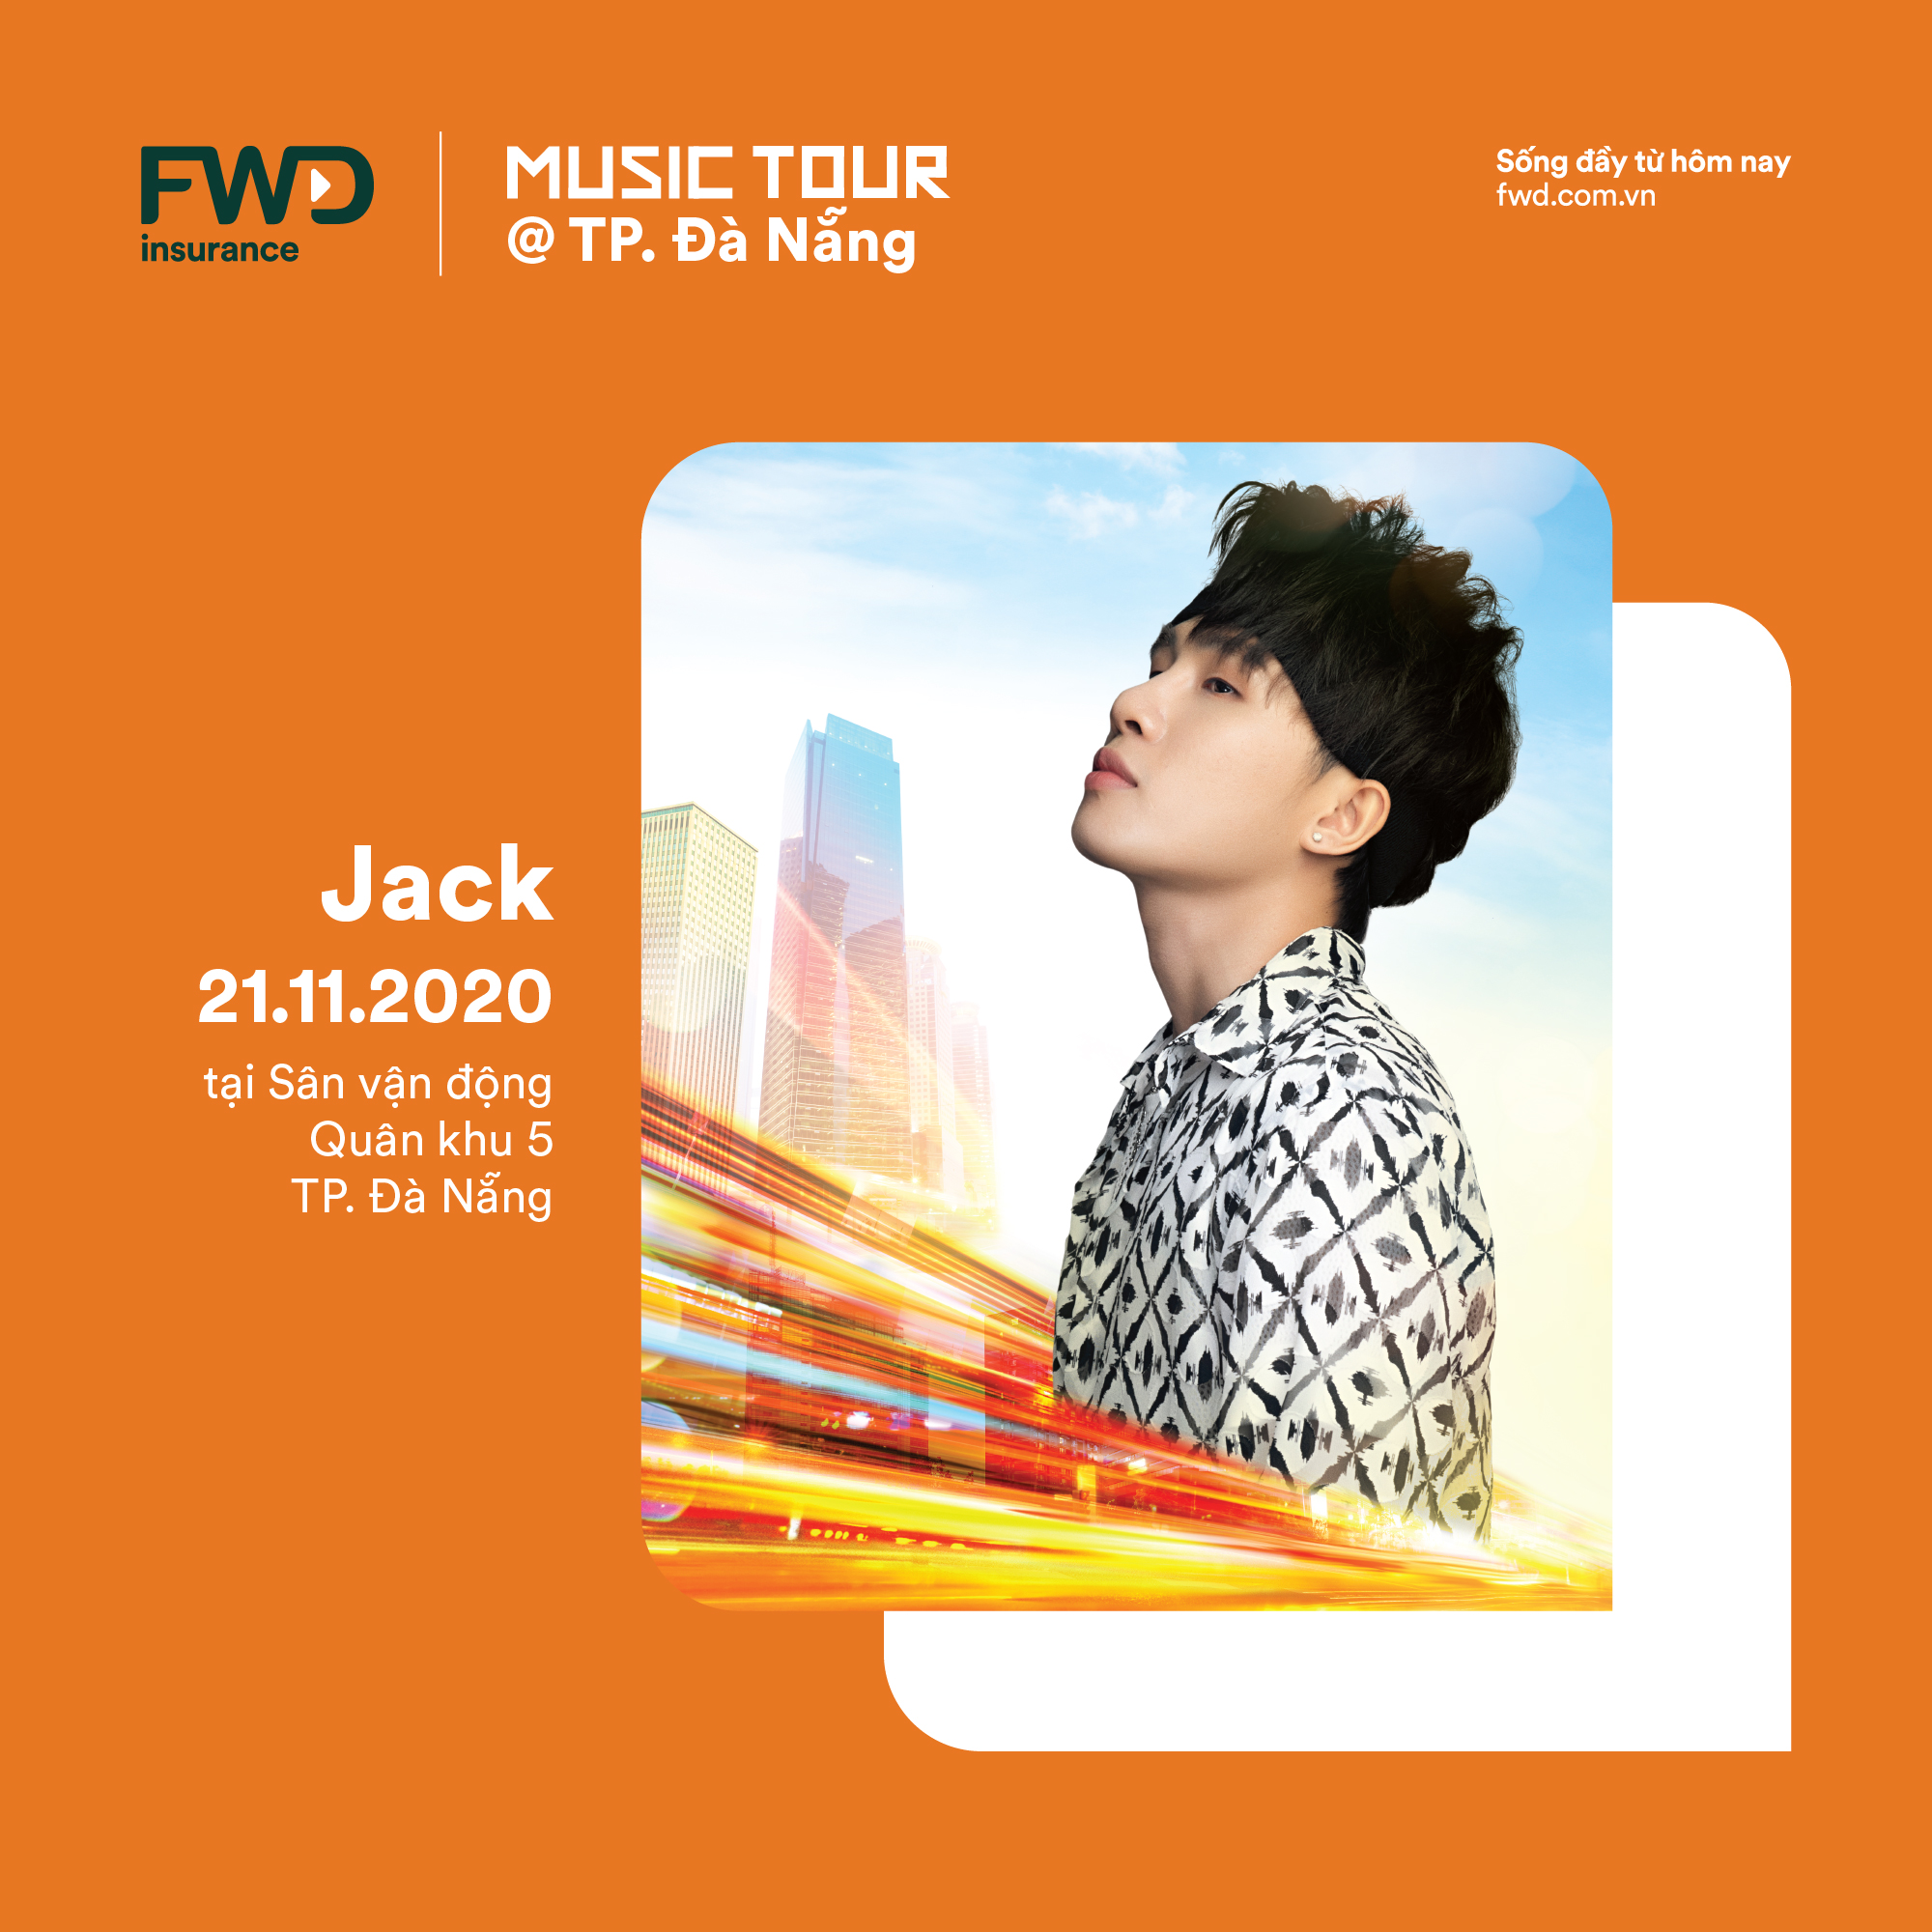 FWD
insurance
MUSIC TOUR
@ TP. Đà Nẵng
Sống đầy từ hôm nay
fwd.com.vn
Jack
21.11.2020
tại Sân vận động
Quân khu 5
TP. Đà Nẵng